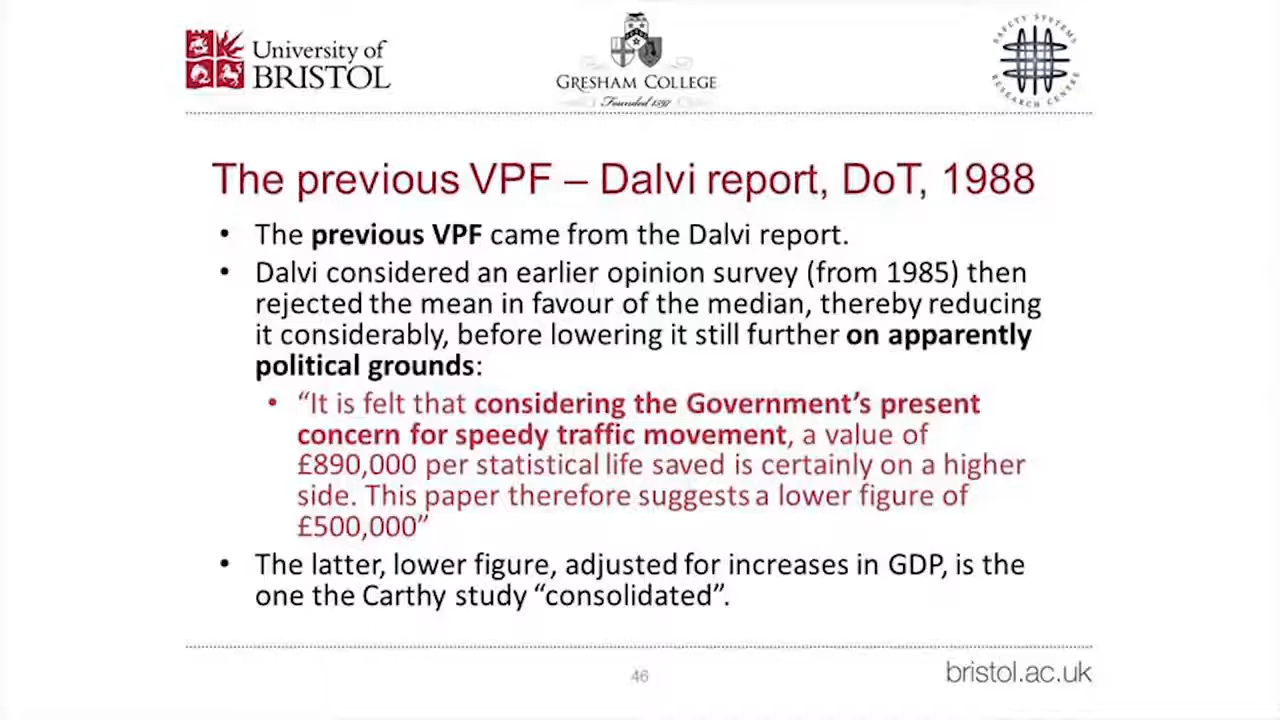 University of
BRISTOL
GRESHAM COLLEGE
Founded 1597
SAFETY SYSTEMS
RESEARCH CENTRE
The previous VPF – Dalvi report, DoT, 1988
• The previous VPF came from the Dalvi report.
• Dalvi considered an earlier opinion survey (from 1985) then
rejected the mean in favour of the median, thereby reducing
it considerably, before lowering it still further on apparently
political grounds:
• “It is felt that considering the Government’s present
concern for speedy traffic movement, a value of
£890,000 per statistical life saved is certainly on a higher
side. This paper therefore suggests a lower figure of
£500,000”
• The latter, lower figure, adjusted for increases in GDP, is the
one the Carthy study “consolidated”.
46
bristol.ac.uk